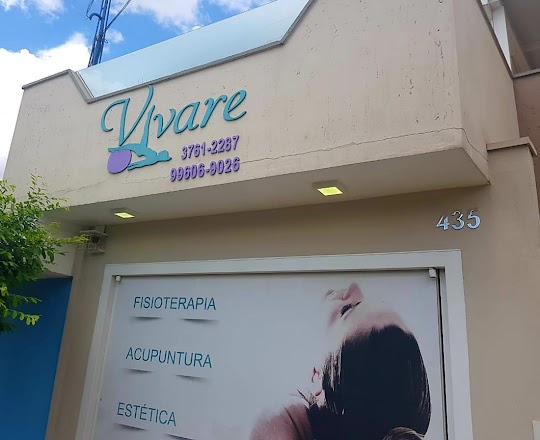 Vivare
3761-2287
99606-9026
435
FISIOTERAPIA
ACUPUNTURA
ESTÉTICA